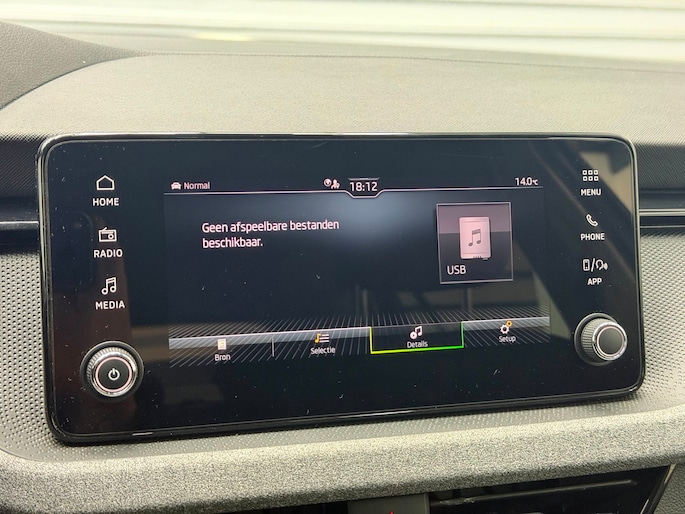 HOME
RADIO
MEDIA
Normal
18:12
14.0°C
Geen afspeelbare bestanden
beschikbaar.
USB
Bron
Selectie
Details
Setup
MENU
PHONE
APP